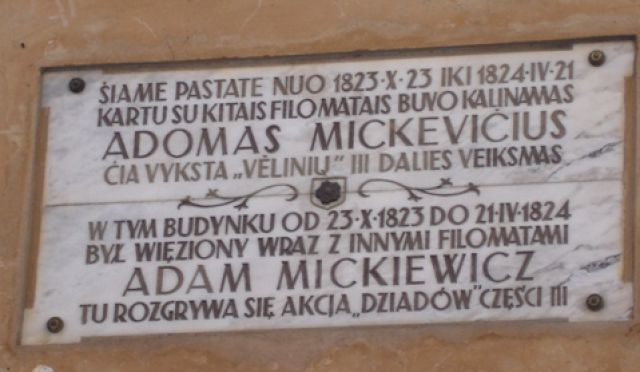 ŠIAME PASTATE NUO 1823·X·23 IKI 1824·IV·21
KARTU SU KITAIS FILOMATAIS BUVO KALINAMAS
ADOMAS MICKEVIČIUS
ČIA VYKSTA „VĖLINIŲ" III DALIES VEIKSMAS
W TYM BUDYNKU OD 23·X·1823 DO 21·IV·1824
BYŁ WIĘZIONY WRAZ Z INNYMI FILOMATAMI
ADAM MICKIEWICZ
TU ROZGRYWA SIĘ AKCJA „DZIADÓW" CZĘŚCI III